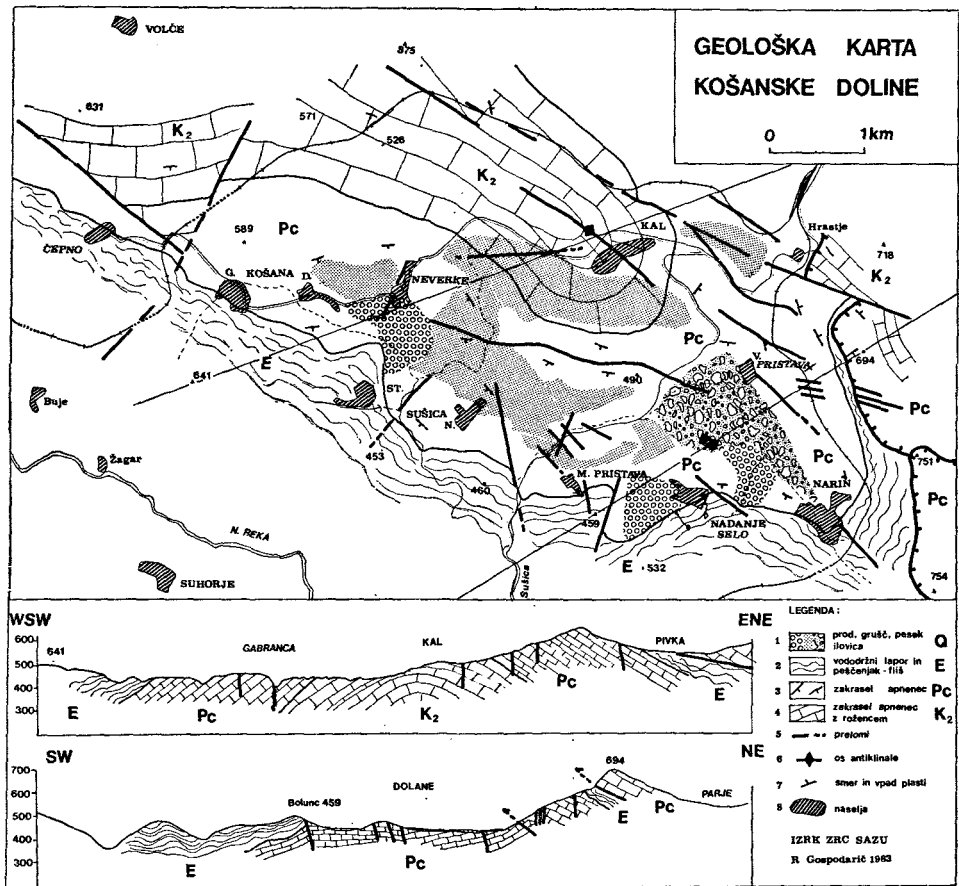 GEOLOŠKA KARTA
KOŠANSKE DOLINE
0 1km
VOLČE
675
631
K₂
571
526
K₂
KAL
Hrastje
718
K₂
ČEPNO
589
Pc
G. KOŠANA D.
NEVERKE
Pc
694
E
641
ST.
SUŠICA
N.
490
V.
PRISTAVA
Pc
Buje
453
Žagar
460
M. PRISTAVA
Pc
Pc
NARIN
751
Pc
459
NADANJE
SELO
N. REKA
E
532
SUHORJE
Sušica
754
WSW
ENE
600
500
400
300
641
GABRANCA
KAL
PIVKA
E
Pc
K₂
Pc
E
SW
NE
700
600
500
400
300
Bolunc 459
DOLANE
694
PARJE
E
Pc
E
Pc
LEGENDA :
1 prod, grušč, pesek
ilovica Q
2 vododržni lapor in
peščenjak - fliš E
3 zakrasel apnenec Pc
4 zakrasel apnenec
z rožencem K₂
5 prelomi
6 os antiklinale
7 smer in vpad plasti
8 naselja
IZRK ZRC SAZU
R Gospodarič 1983